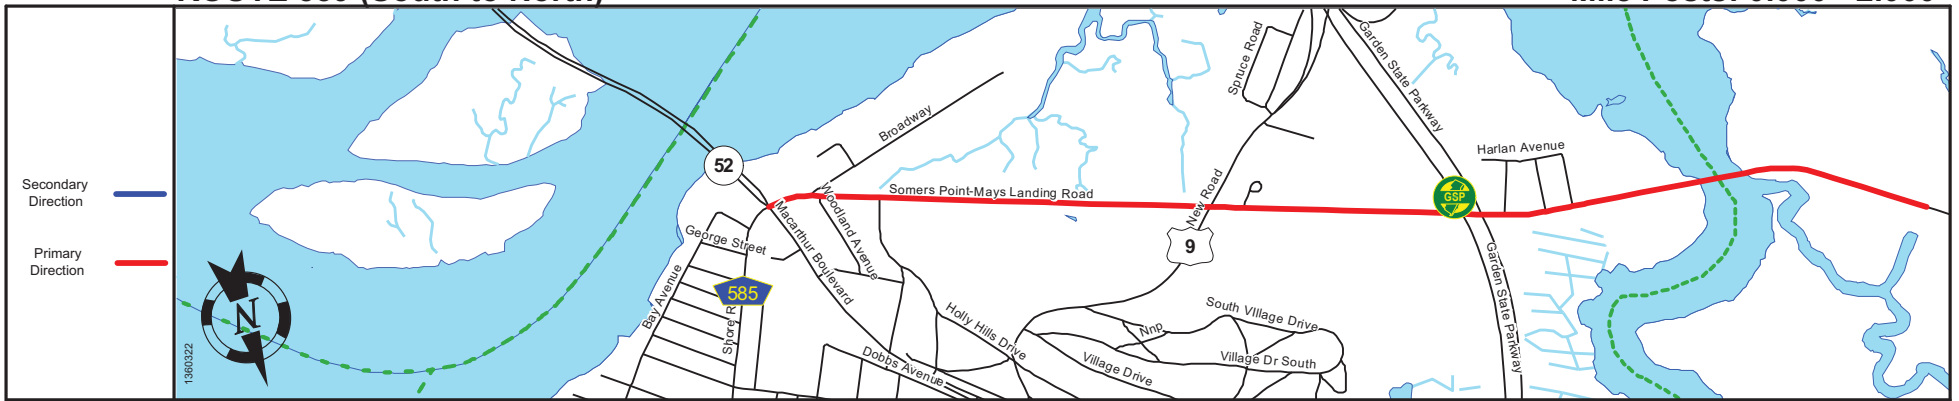 Secondary
Direction
Primary
Direction
1360322
N
52
585
9
GSP
GSP
Bay Avenue
George Street
Macarthur Boulevard
Woodland Avenue
Broadway
Somers Point-Mays Landing Road
Dobbs Avenue
Holly Hills Drive
Village Drive
Nnp
South VIllage Drive
Village Dr South
New Road
Spruce Road
Garden State Parkway
Garden State Parkway
Harlan Avenue